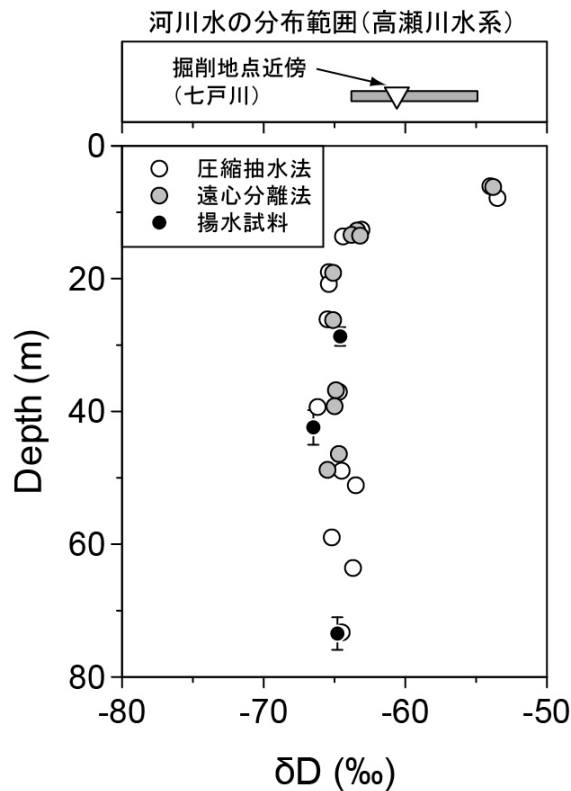 河川水の分布範囲(高瀬川水系)
掘削地点近傍
(七戸川)
圧縮抽水法
遠心分離法
揚水試料
0
20
40
60
80
Depth (m)
-80
-70
-60
-50
δD (‰)